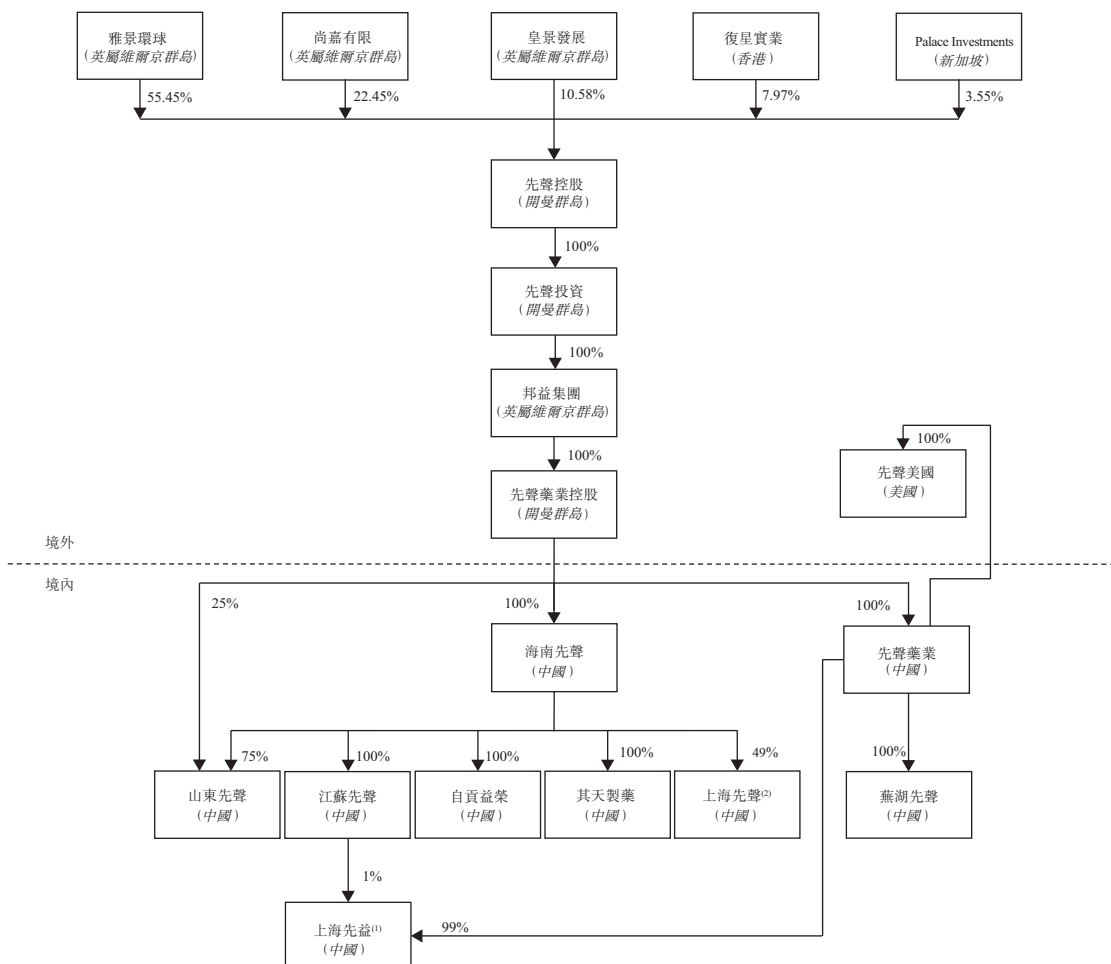 雅景環球
(英屬維爾京群島)
尚嘉有限
(英屬維爾京群島)
皇景發展
(英屬維爾京群島)
復星實業
(香港)
Palace Investments
(新加坡)
55.45%
22.45%
10.58%
7.97%
3.55%
先聲控股
(開曼群島)
100%
先聲投資
(開曼群島)
100%
邦益集團
(英屬維爾京群島)
100%
100%
先聲藥業控股
(開曼群島)
先聲美國
(美國)
境外
境內
25%
100%
100%
海南先聲
(中國)
先聲藥業
(中國)
75%
100%
100%
100%
49%
100%
山東先聲
(中國)
江蘇先聲
(中國)
自貢益榮
(中國)
其天製藥
(中國)
上海先聲(2)
(中國)
蕪湖先聲
(中國)
1%
上海先益(1)
(中國)
99%